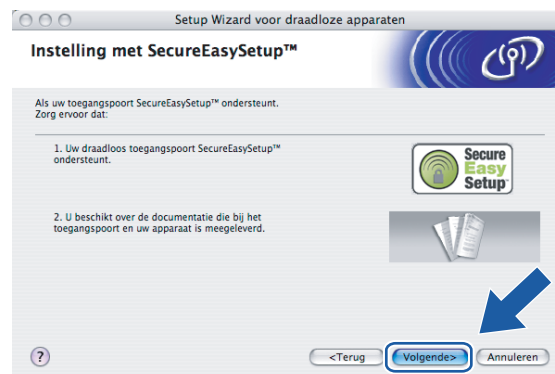 Setup Wizard voor draadloze apparaten
Instelling met SecureEasySetup™
Als uw toegangspoort SecureEasySetup™ ondersteunt.
Zorg ervoor dat:
1. Uw draadloos toegangspoort SecureEasySetup™
ondersteunt.
Secure
Easy
Setup
2. U beschikt over de documentatie die bij het
toegangspoort en uw apparaat is meegeleverd.
?
<Terug
Volgende>
Annuleren